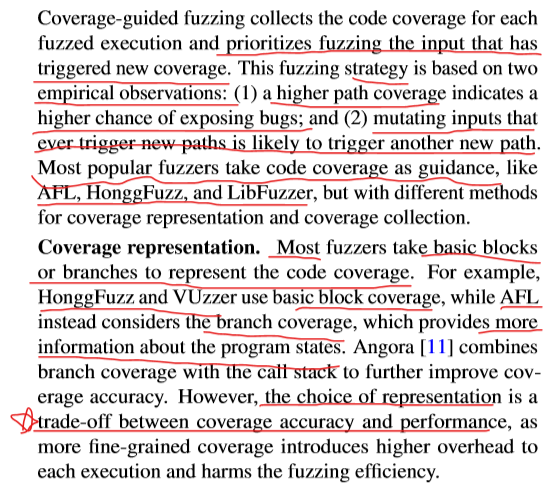 Coverage-guided fuzzing collects the code coverage for each
fuzzed execution and prioritizes fuzzing the input that has
triggered new coverage. This fuzzing strategy is based on two
empirical observations: (1) a higher path coverage indicates a
higher chance of exposing bugs; and (2) mutating inputs that
ever trigger new paths is likely to trigger another new path.
Most popular fuzzers take code coverage as guidance, like
AFL, HonggFuzz, and LibFuzzer, but with different methods
for coverage representation and coverage collection.
Coverage representation. Most fuzzers take basic blocks
or branches to represent the code coverage. For example,
HonggFuzz and VUzzer use basic block coverage, while AFL
instead considers the branch coverage, which provides more
information about the program states. Angora [11] combines
branch coverage with the call stack to further improve cov-
erage accuracy. However, the choice of representation is a
trade-off between coverage accuracy and performance, as
more fine-grained coverage introduces higher overhead to
each execution and harms the fuzzing efficiency.